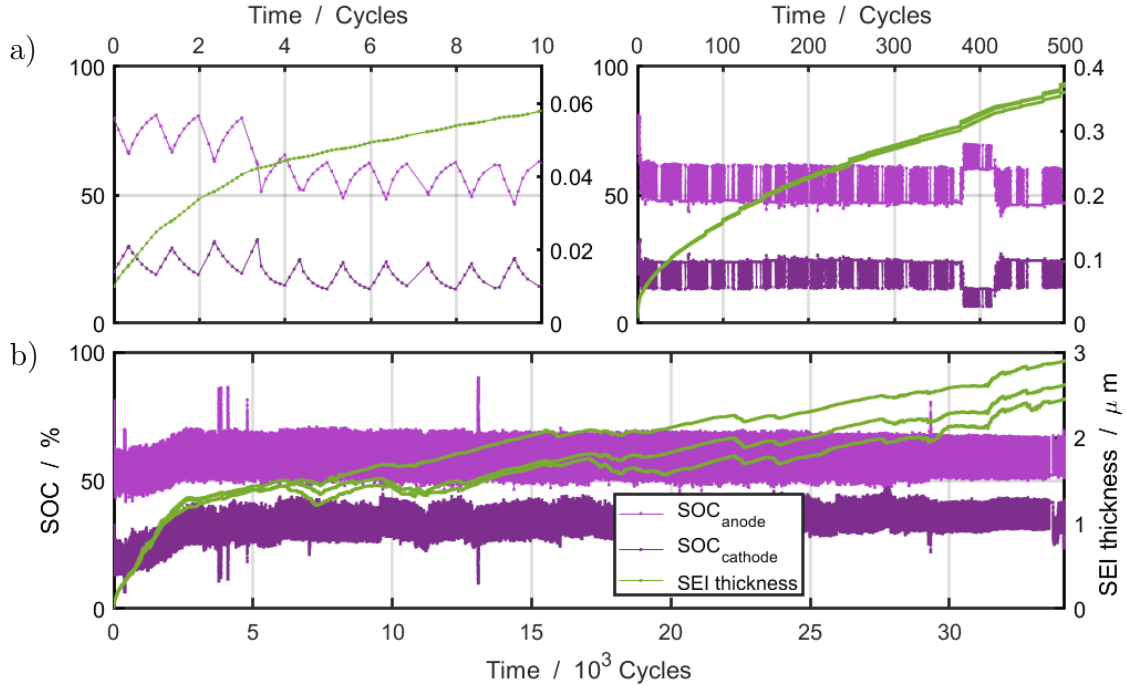 Time / Cycles
Time / Cycles
0 2 4 6 8 10
0 100 200 300 400 500
a)
100 50 0
0.06 0.04 0.02 0
100 50 0
0.4 0.3 0.2 0.1 0
b)
100 50 0
SOC / %
SOC_anode
SOC_cathode
SEI thickness
3 2 1 0
SEI thickness / μ m
0 5 10 15 20 25 30
Time / 10^3 Cycles